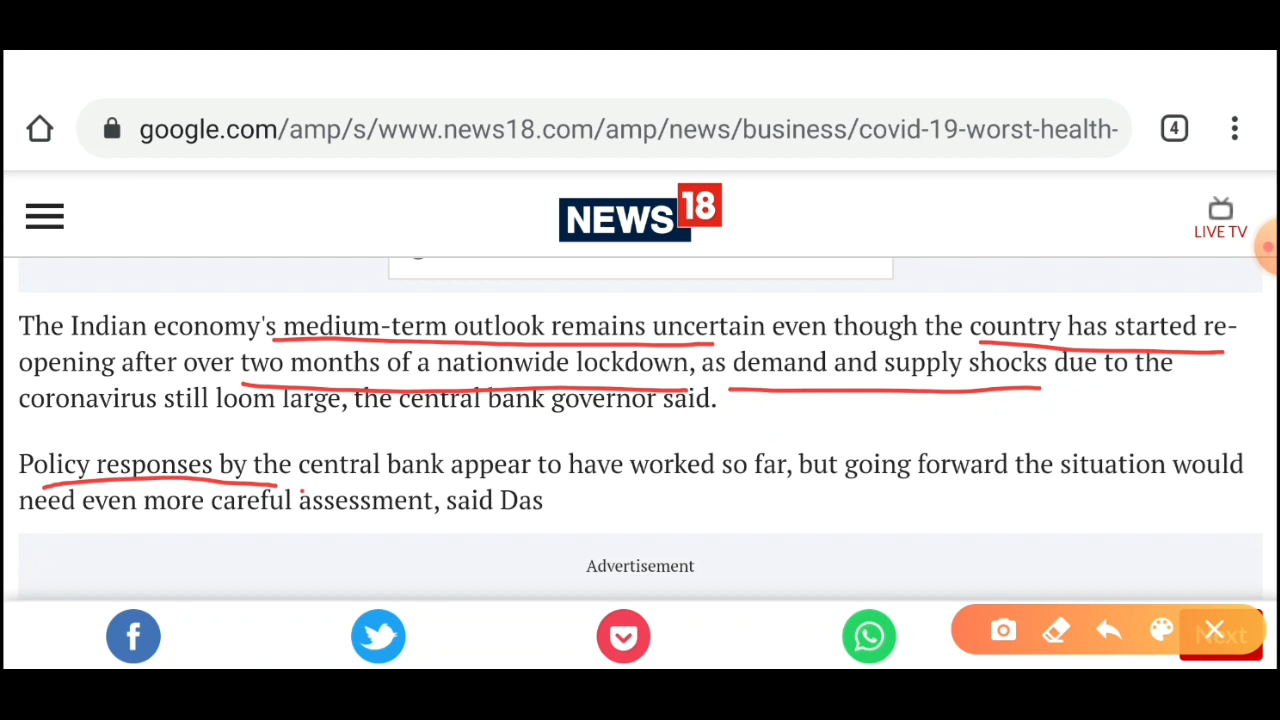 google.com/amp/s/www.news18.com/amp/news/business/covid-19-worst-health-
4
NEWS 18
LIVE TV
The Indian economy's medium-term outlook remains uncertain even though the country has started re-
opening after over two months of a nationwide lockdown, as demand and supply shocks due to the
coronavirus still loom large, the central bank governor said.
Policy responses by the central bank appear to have worked so far, but going forward the situation would
need even more careful assessment, said Das
Advertisement
Next